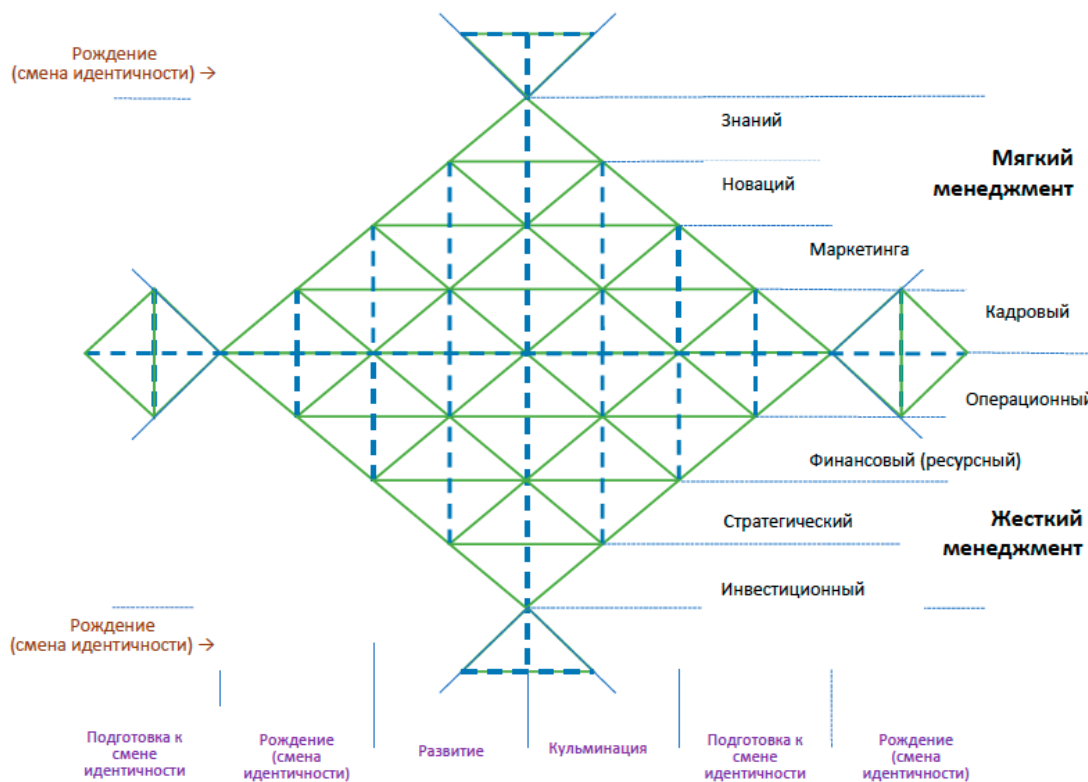 Рождение
(смена идентичности) →
Знаний
Мягкий
менеджмент
Новаций
Маркетинга
Кадровый
Операционный
Финансовый (ресурсный)
Стратегический
Жесткий
менеджмент
Инвестиционный
Рождение
(смена идентичности) →
Подготовка к
смене
идентичности
Рождение
(смена
идентичности)
Развитие
Кульминация
Подготовка к
смене
идентичности
Рождение
(смена
идентичности)